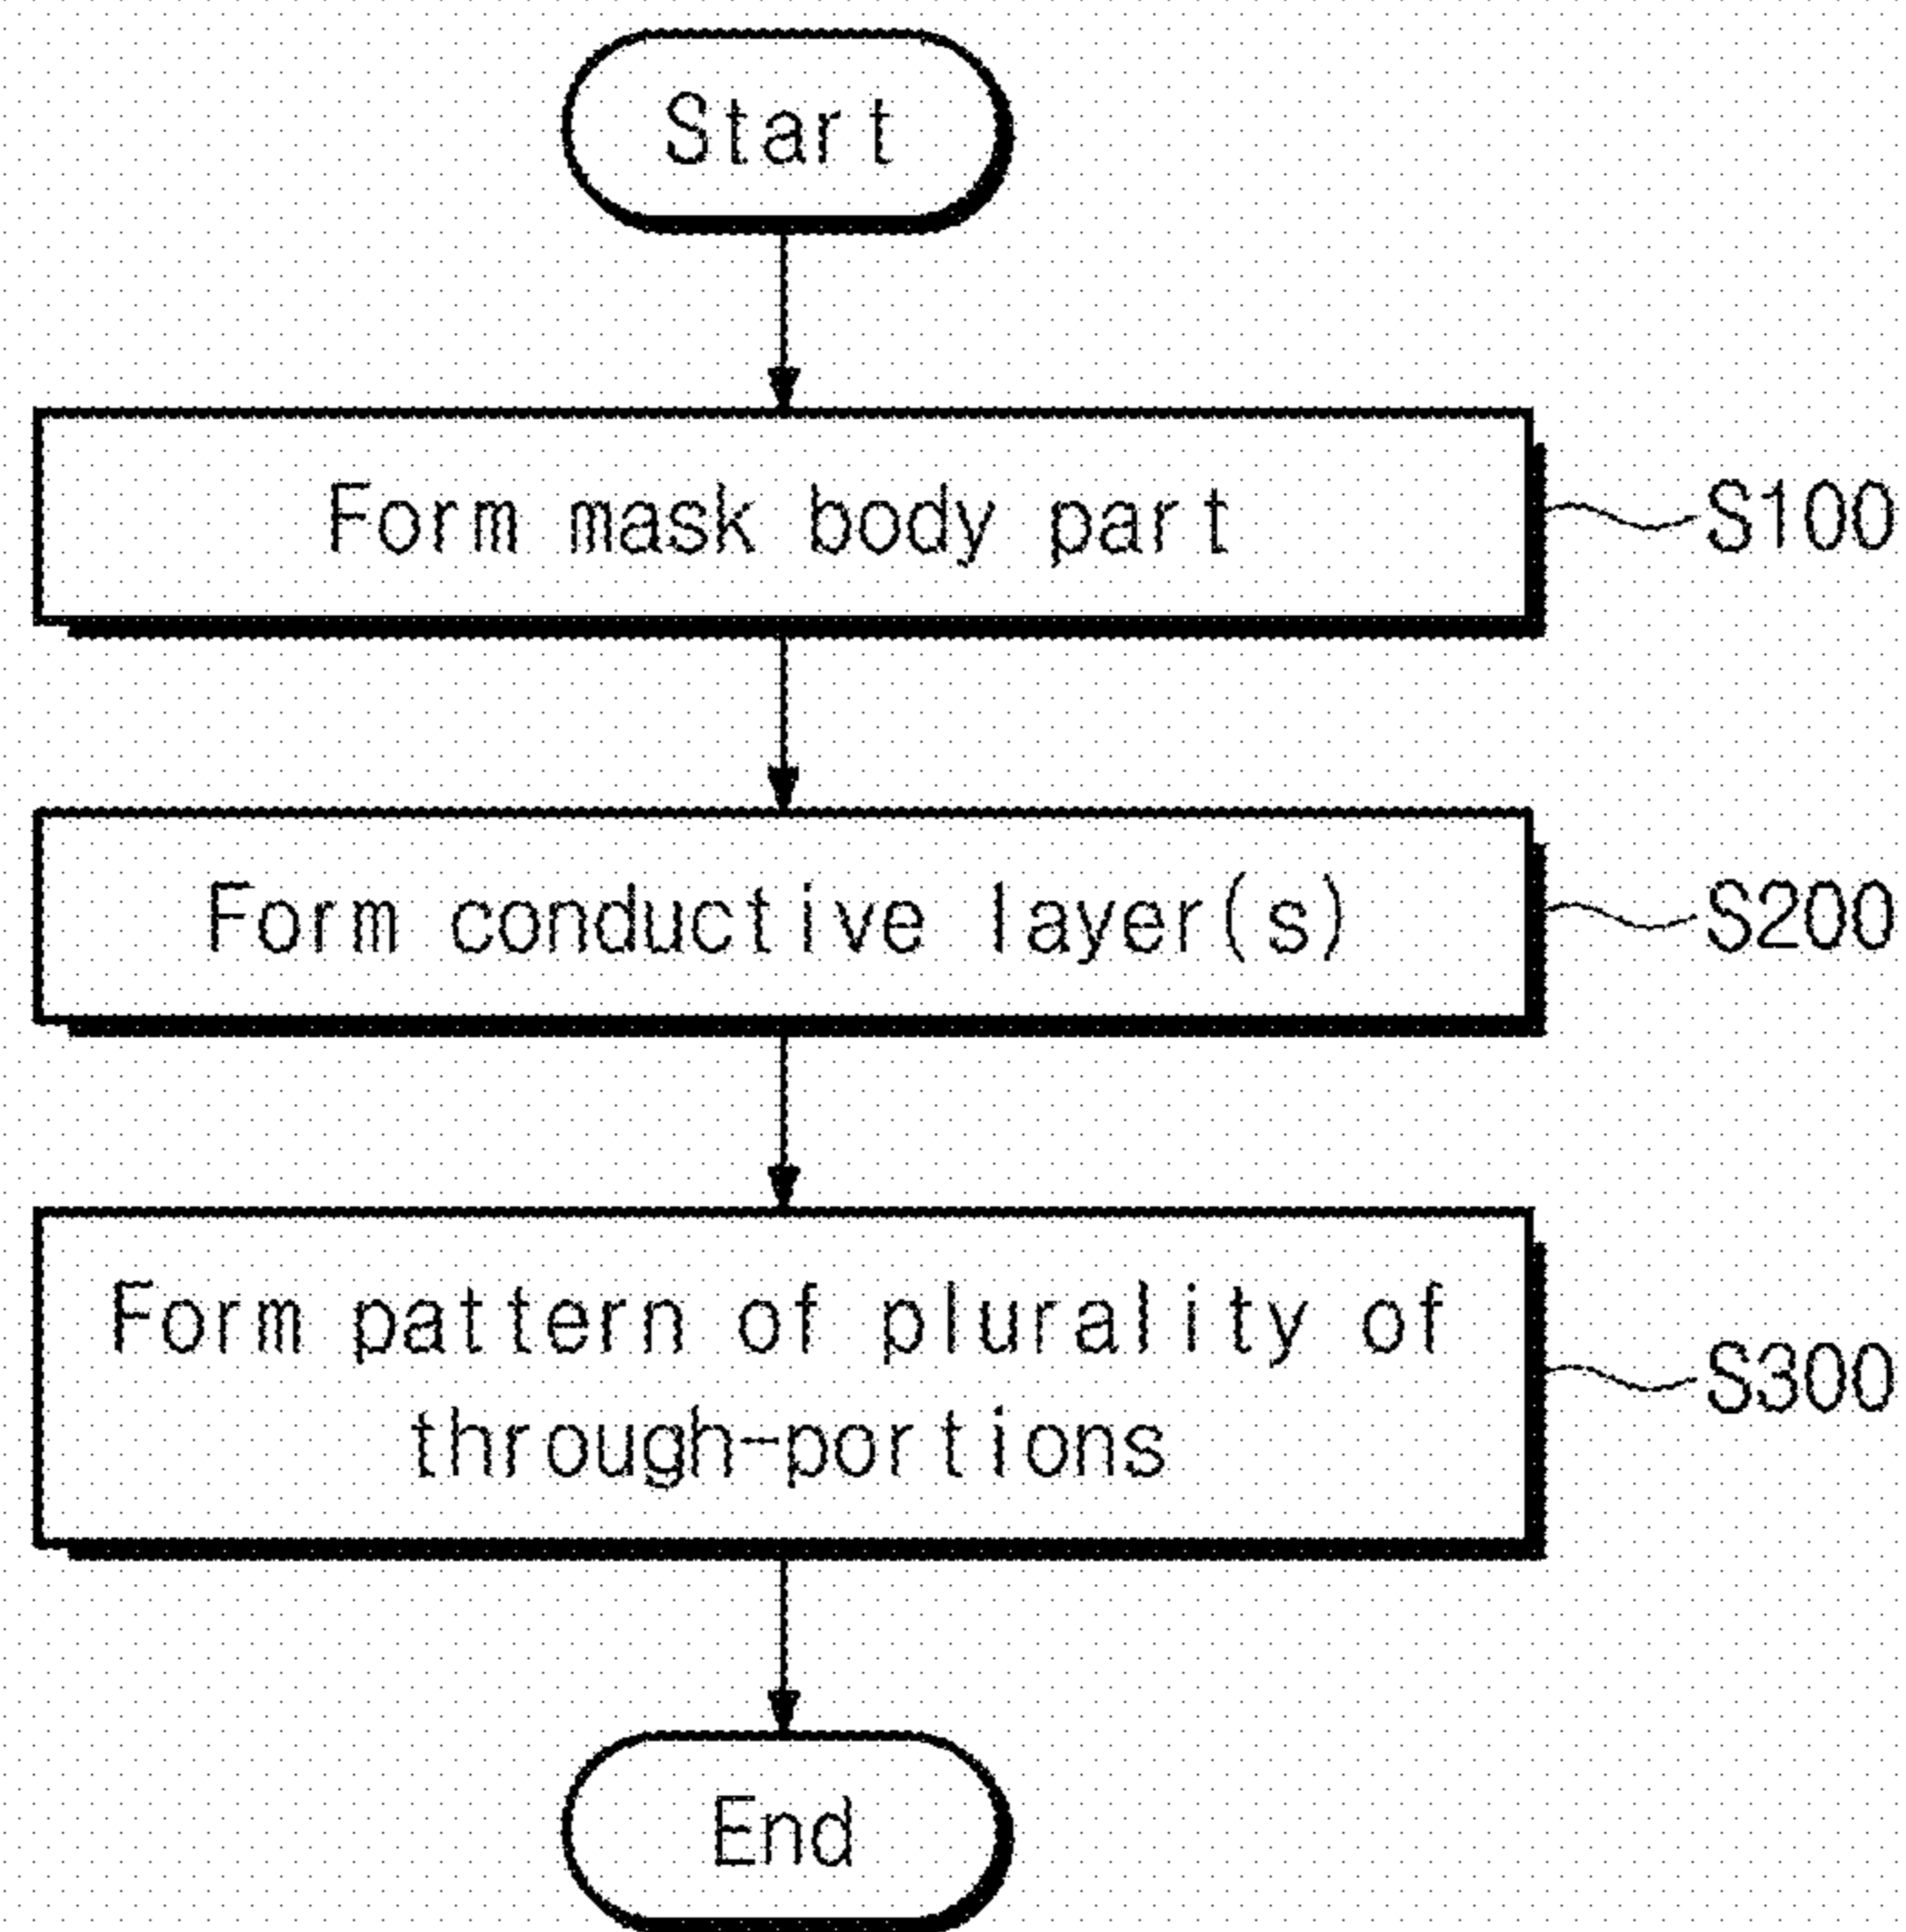 Start
Form mask body part
S100
Form conductive layer(s)
S200
Form pattern of plurality of
through-portions
S300
End